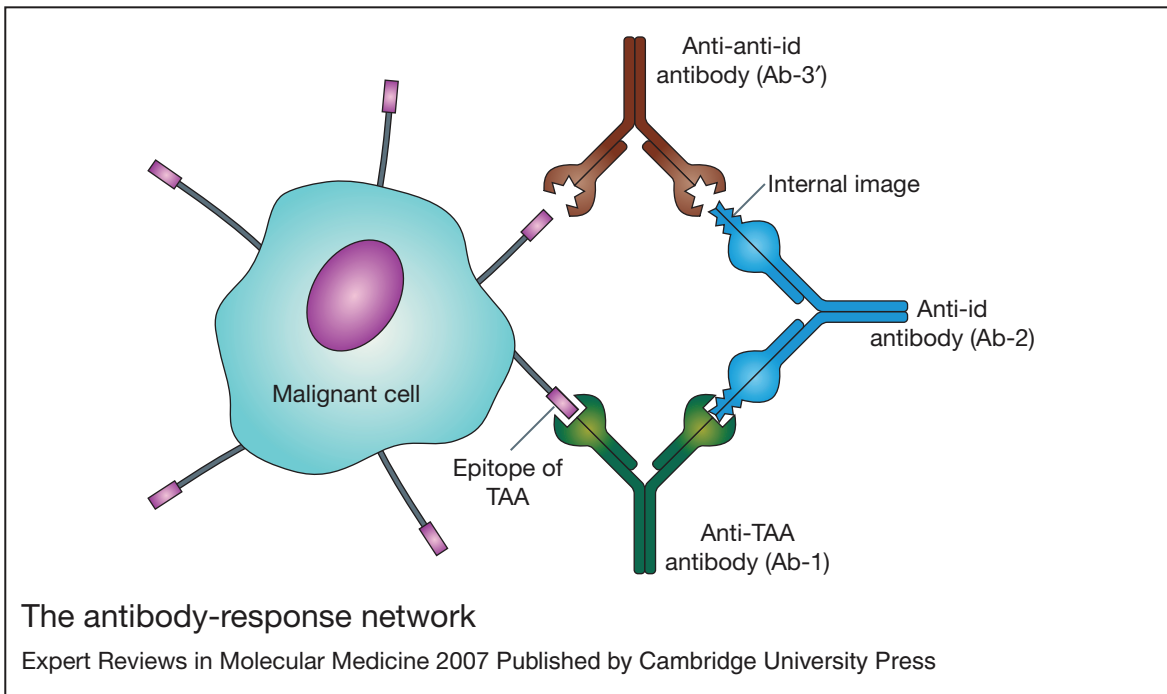 Anti-anti-id
antibody (Ab-3′)
Internal image
Anti-id
antibody (Ab-2)
Malignant cell
Epitope of
TAA
Anti-TAA
antibody (Ab-1)
The antibody-response network
Expert Reviews in Molecular Medicine 2007 Published by Cambridge University Press